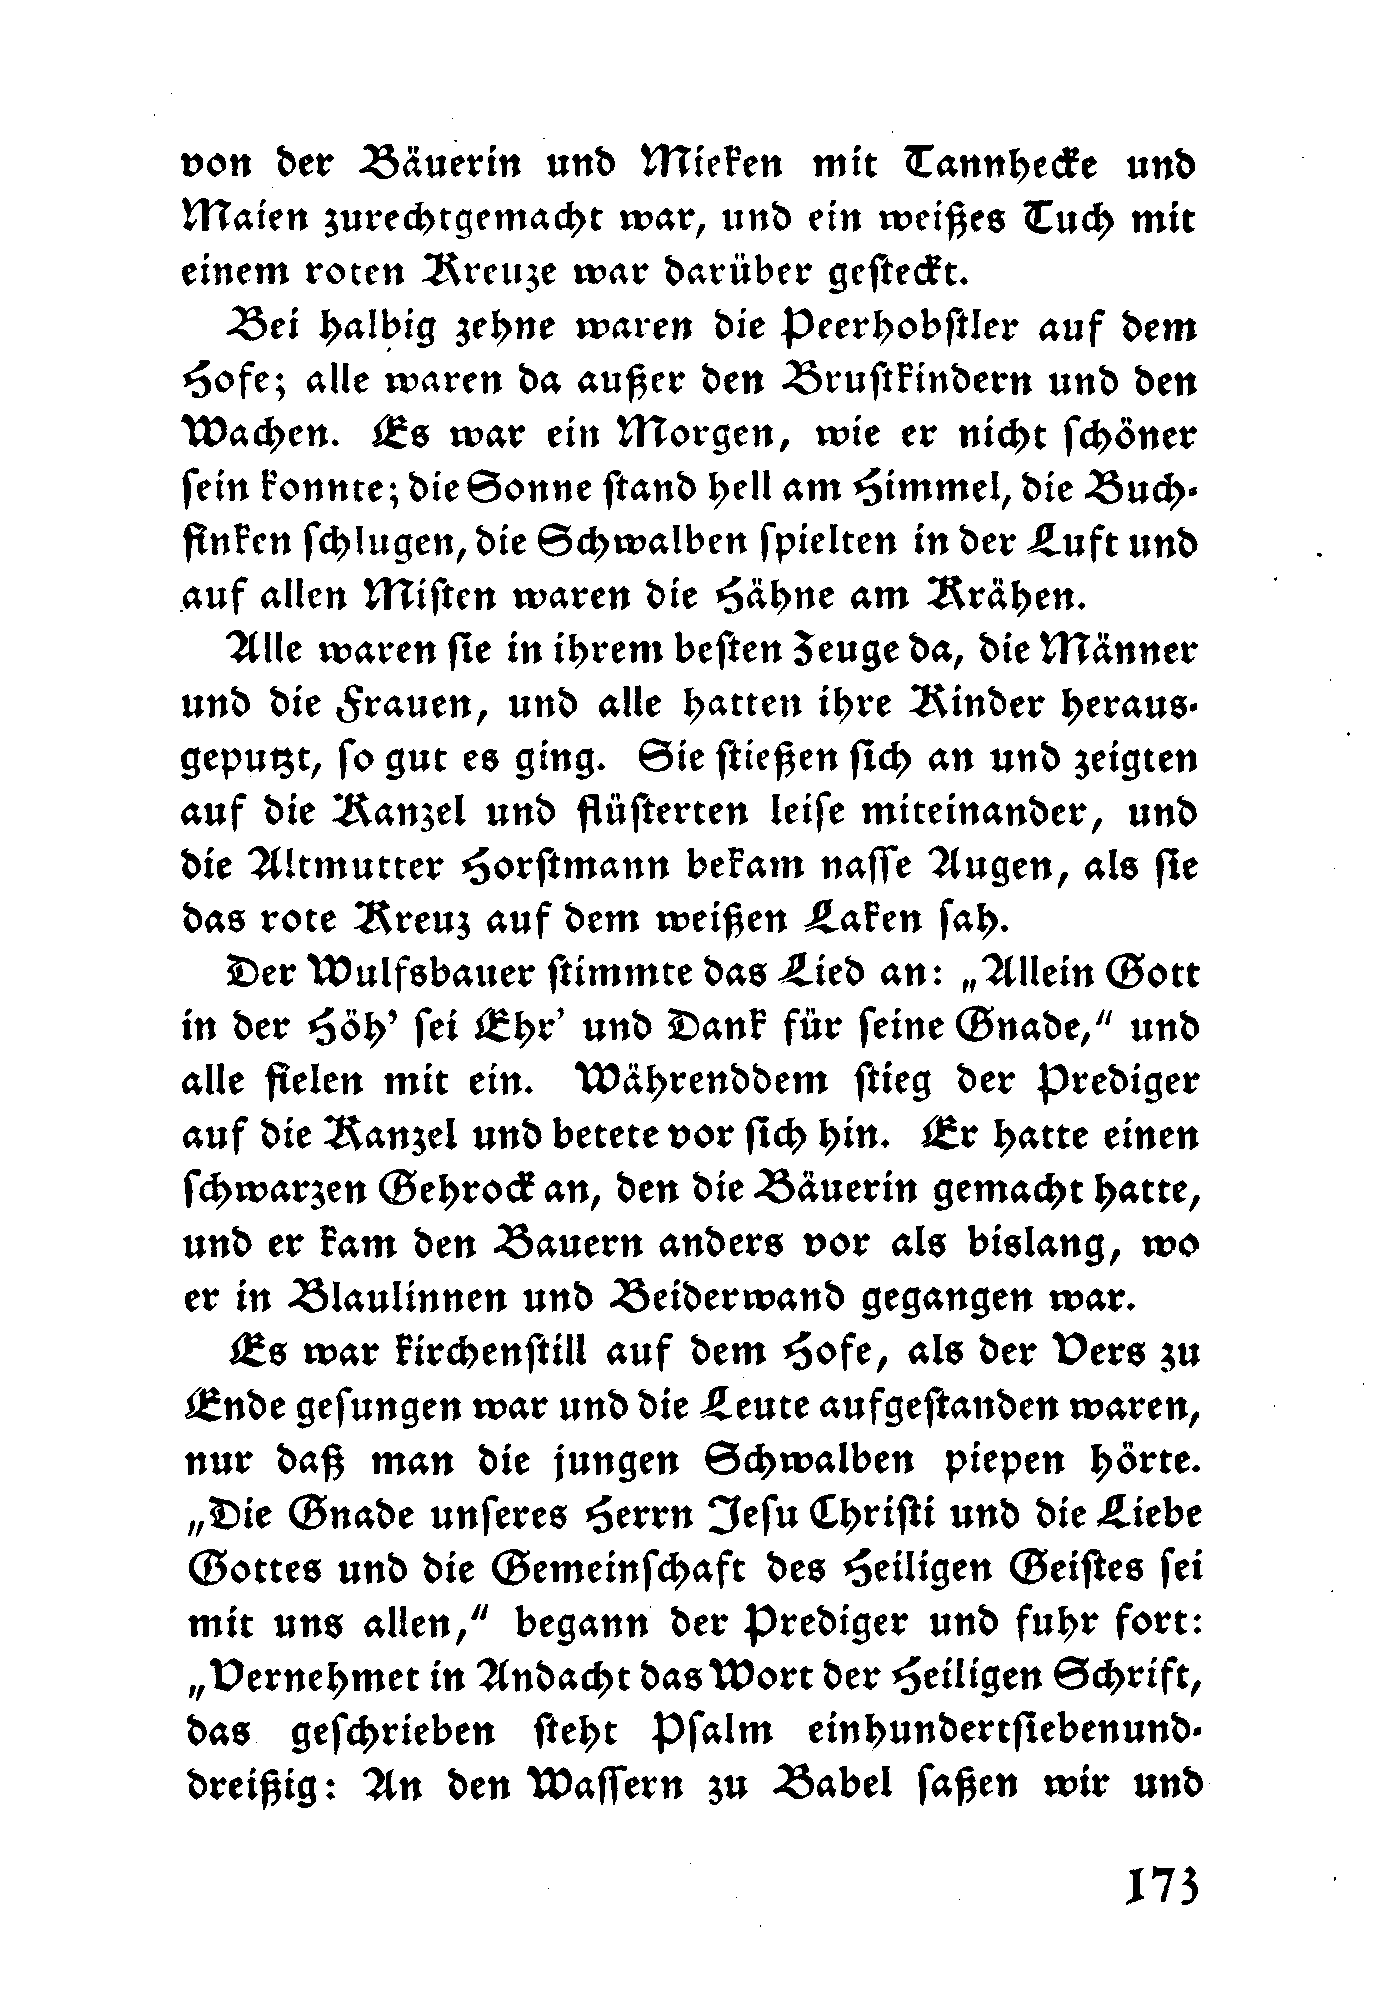 von der Bäuerin und Mieken mit Tannhecke und
Maien zurechtgemacht war, und ein weißes Tuch mit
einem roten Kreuze war darüber gesteckt.
Bei halbig zehne waren die Peerhobstler auf dem
Hofe; alle waren da außer den Brustkindern und den
Wachen. Es war ein Morgen, wie er nicht schöner
sein konnte; die Sonne stand hell am Himmel, die Buch-
finken schlugen, die Schwalben spielten in der Luft und
auf allen Misten waren die Hähne am Krähen.
Alle waren sie in ihrem besten Zeuge da, die Männer
und die Frauen, und alle hatten ihre Kinder heraus-
geputzt, so gut es ging. Sie stießen sich an und zeigten
auf die Kanzel und flüsterten leise miteinander, und
die Altmutter Horstmann bekam nasse Augen, als sie
das rote Kreuz auf dem weißen Laken sah.
Der Wulfsbauer stimmte das Lied an: „Allein Gott
in der Höh’ sei Ehr’ und Dank für seine Gnade,“ und
alle fielen mit ein. Währenddem stieg der Prediger
auf die Kanzel und betete vor sich hin. Er hatte einen
schwarzen Gehrock an, den die Bäuerin gemacht hatte,
und er kam den Bauern anders vor als bislang, wo
er in Blaulinnen und Beiderwand gegangen war.
Es war kirchenstill auf dem Hofe, als der Vers zu
Ende gesungen war und die Leute aufgestanden waren,
nur daß man die jungen Schwalben piepen hörte.
„Die Gnade unseres Herrn Jesu Christi und die Liebe
Gottes und die Gemeinschaft des Heiligen Geistes sei
mit uns allen,“ begann der Prediger und fuhr fort:
„Vernehmet in Andacht das Wort der Heiligen Schrift,
das geschrieben steht Psalm einhundertsiebenund-
dreißig: An den Wassern zu Babel saßen wir und
173